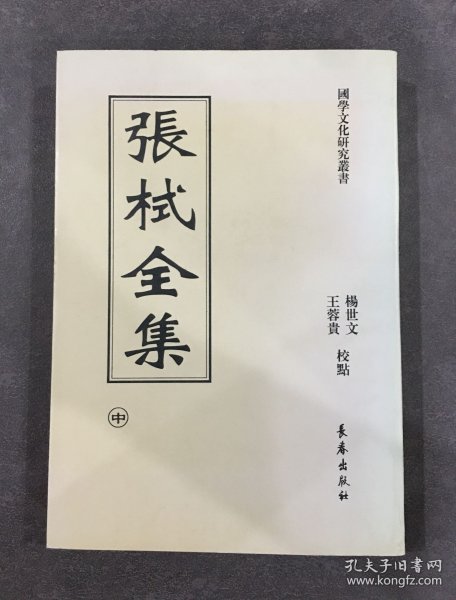 國學文化研究叢書
張栻全集
中
楊世文
王蓉貴
校點
長春出版社
孔夫子旧书网
www.kongfz.com